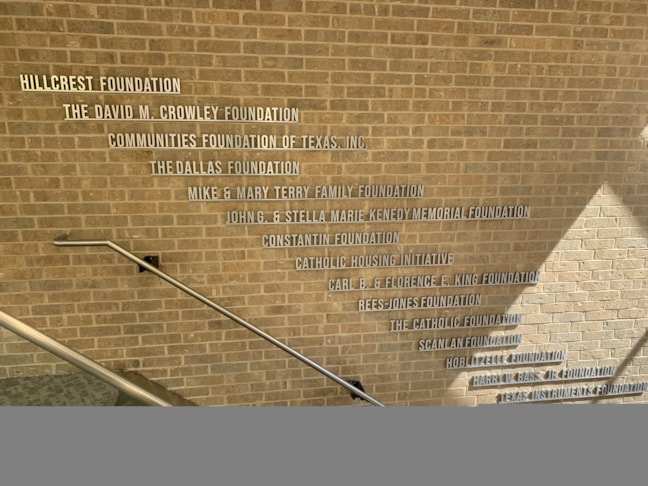 HILLCREST FOUNDATION
THE DAVID M. CROWLEY FOUNDATION
COMMUNITIES FOUNDATION OF TEXAS, INC.
THE DALLAS FOUNDATION
MIKE & MARY TERRY FAMILY FOUNDATION
JOHN G. & STELLA MARIE KENEDY MEMORIAL FOUNDATION
CONSTANTIN FOUNDATION
CATHOLIC HOUSING INITIATIVE
CARL B. & FLORENCE E. KING FOUNDATION
REES-JONES FOUNDATION
THE CATHOLIC FOUNDATION
SCANLAN FOUNDATION
HOBLITZELLE FOUNDATION
HARRY W. BASS, JR. FOUNDATION
TEXAS INSTRUMENTS FOUNDATION